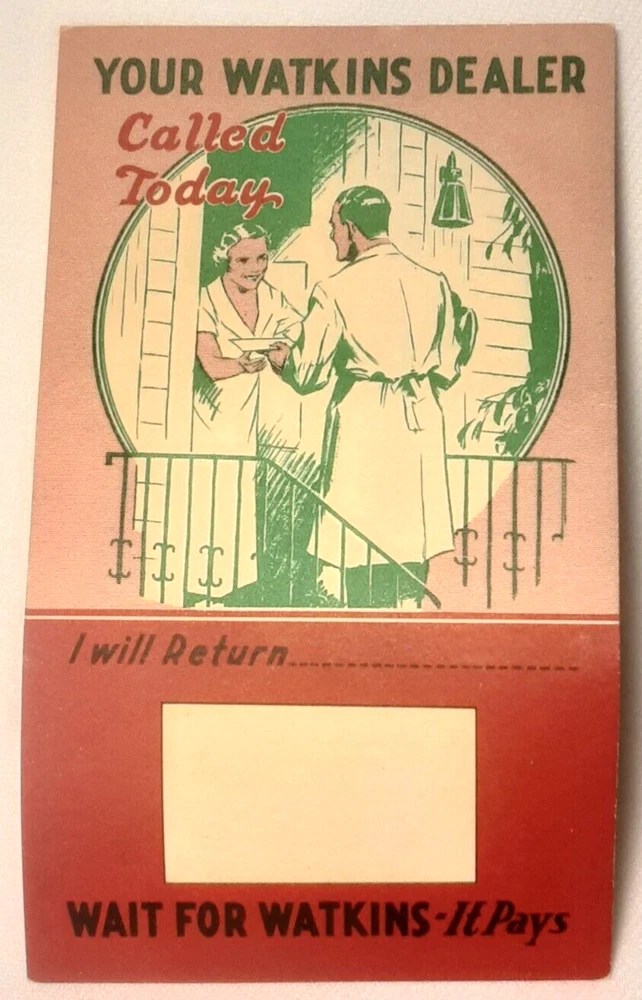 YOUR WATKINS DEALER
Called
Today
I will Return
WAIT FOR WATKINS-It Pays